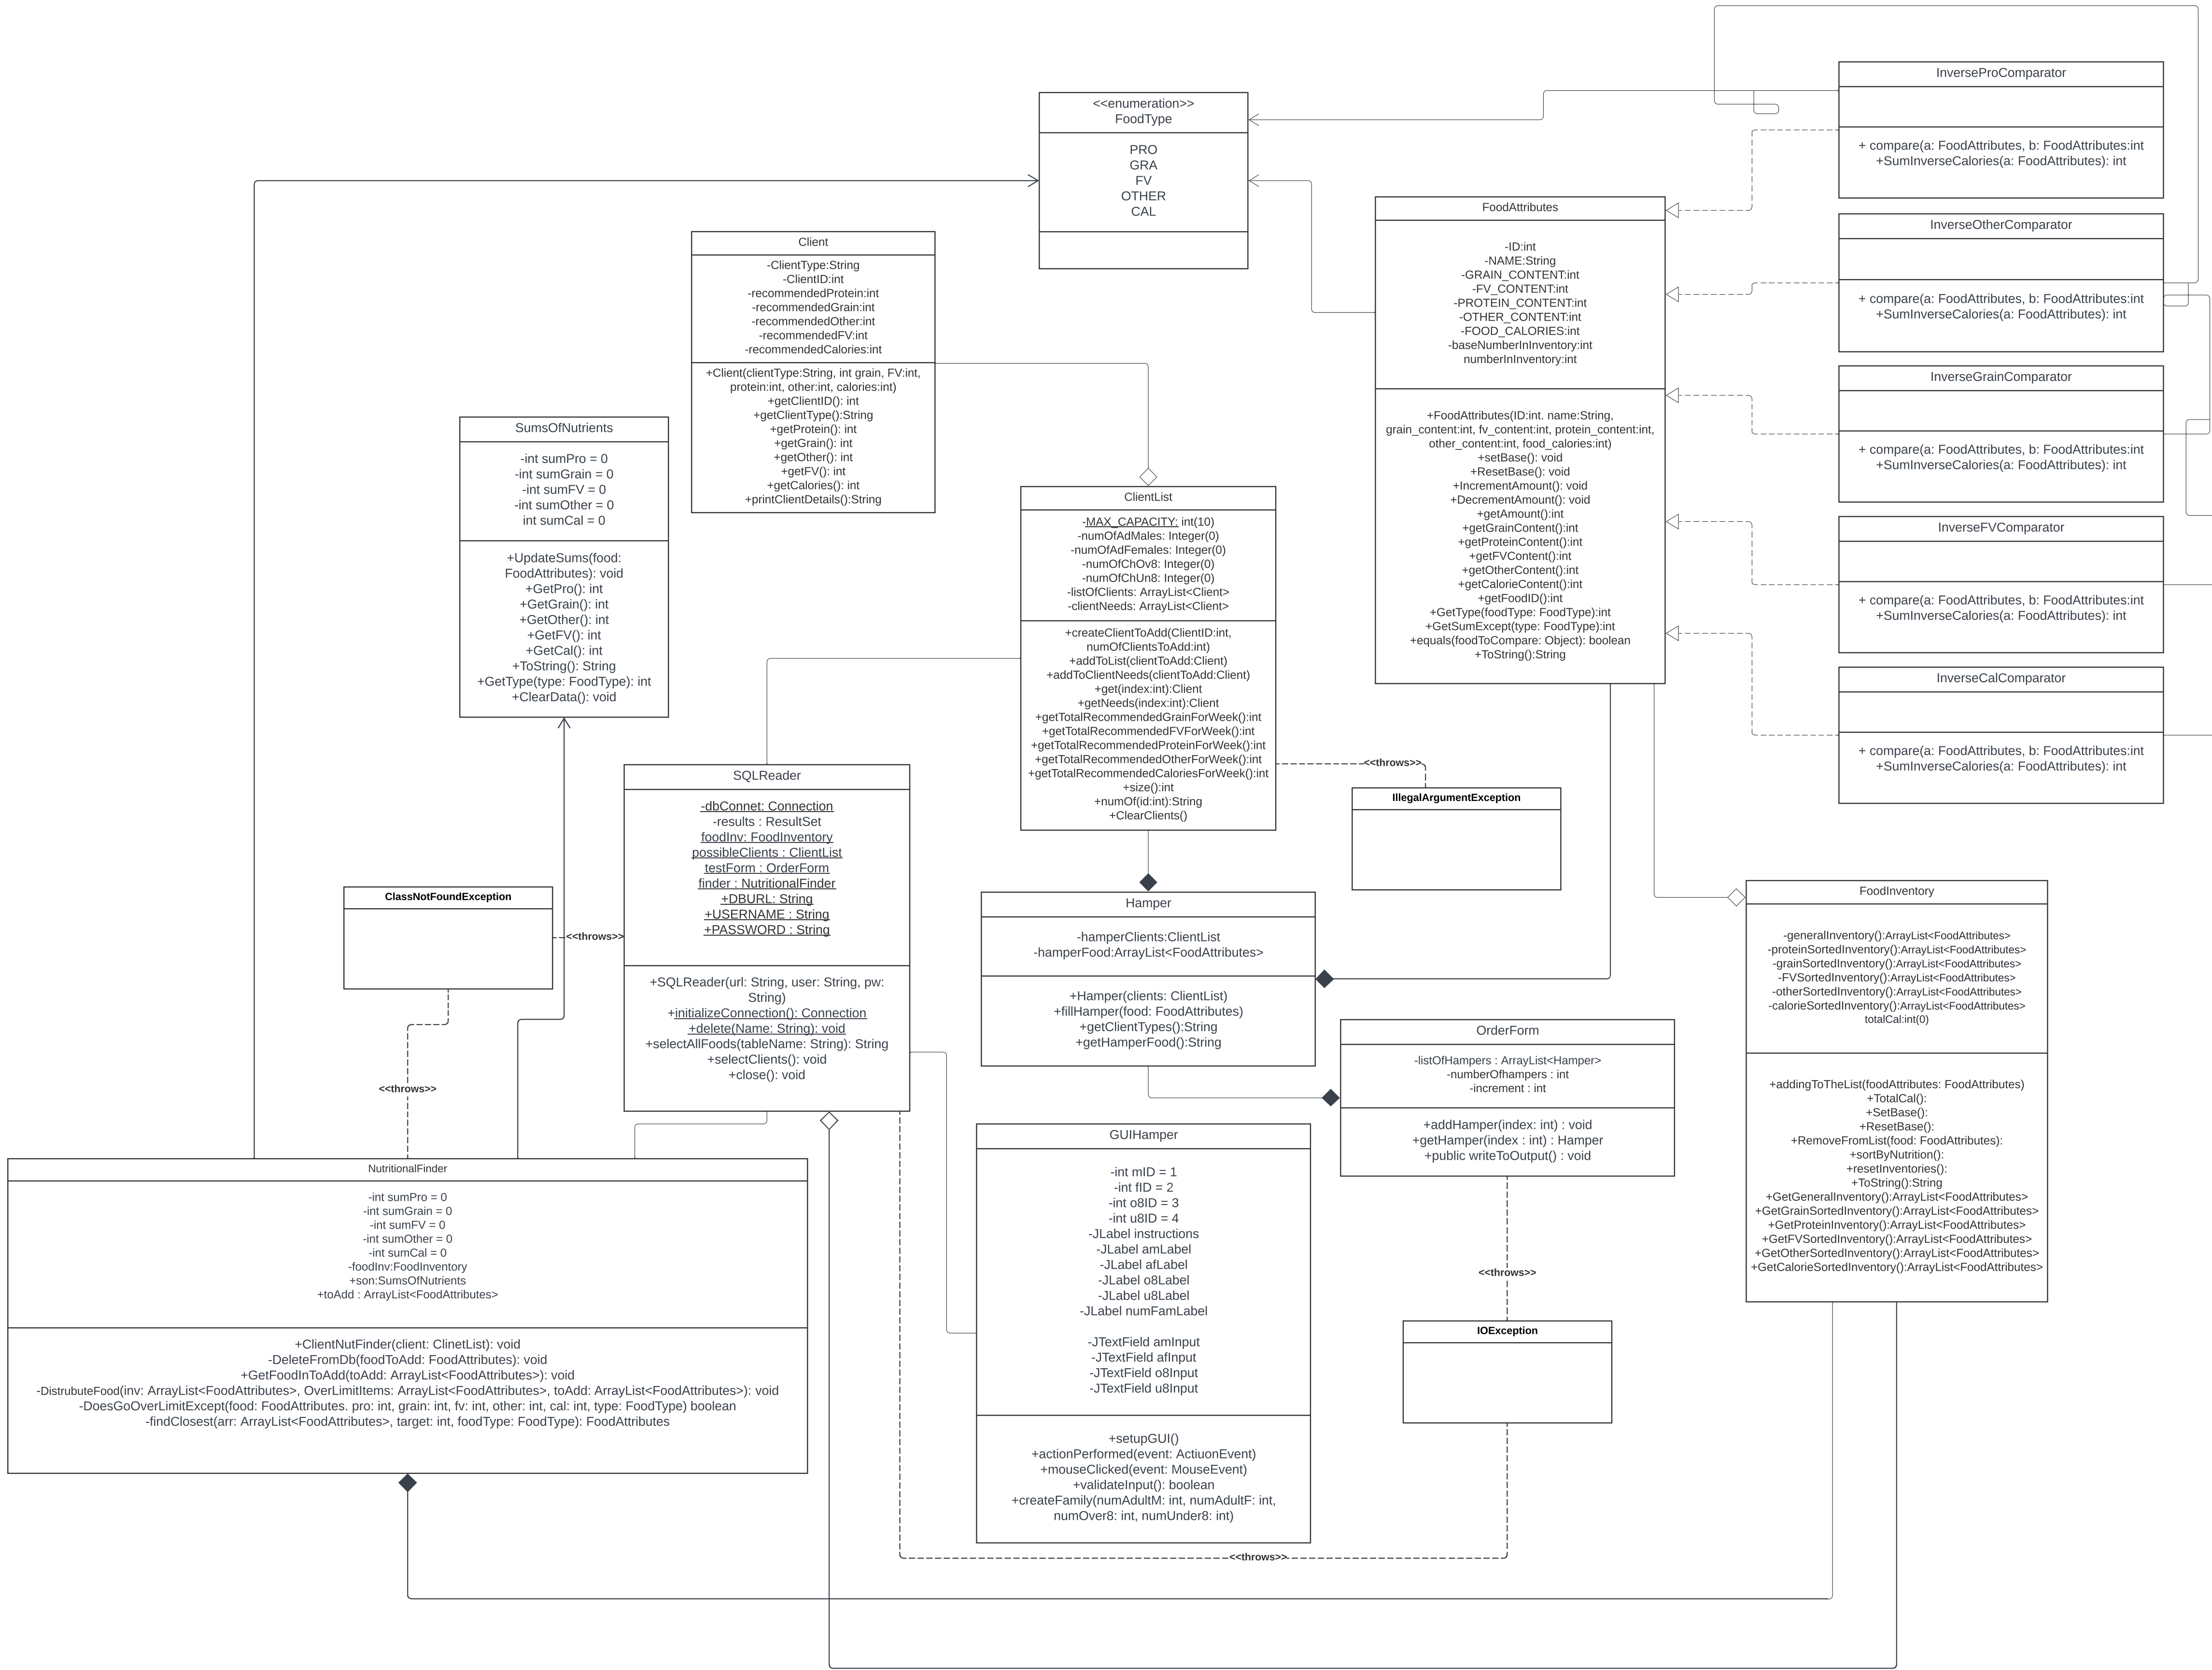 <<enumeration>>
FoodType
PRO
GRA
FV
OTHER
CAL
InverseProComparator
+ compare(a: FoodAttributes, b: FoodAttributes:int
+SumInverseCalories(a: FoodAttributes): int
InverseOtherComparator
+ compare(a: FoodAttributes, b: FoodAttributes:int
+SumInverseCalories(a: FoodAttributes): int
InverseGrainComparator
+ compare(a: FoodAttributes, b: FoodAttributes:int
+SumInverseCalories(a: FoodAttributes): int
InverseFVComparator
+ compare(a: FoodAttributes, b: FoodAttributes:int
+SumInverseCalories(a: FoodAttributes): int
InverseCalComparator
+ compare(a: FoodAttributes, b: FoodAttributes:int
+SumInverseCalories(a: FoodAttributes): int
FoodAttributes
-ID:int
-NAME:String
-GRAIN_CONTENT:int
-FV_CONTENT:int
-PROTEIN_CONTENT:int
-OTHER_CONTENT:int
-FOOD_CALORIES:int
-baseNumberInInventory:int
numberInInventory:int
+FoodAttributes(ID:int. name:String,
grain_content:int, fv_content:int, protein_content:int,
other_content:int, food_calories:int)
+setBase(): void
+ResetBase(): void
+IncrementAmount(): void
+DecrementAmount(): void
+getAmount():int
+getGrainContent():int
+getProteinContent():int
+getFVContent():int
+getOtherContent():int
+getCalorieContent():int
+getFoodID():int
+GetType(foodType: FoodType):int
+GetSumExcept(type: FoodType):int
+equals(foodToCompare: Object): boolean
+ToString():String
Client
-ClientType:String
-ClientID:int
-recommendedProtein:int
-recommendedGrain:int
-recommendedOther:int
-recommendedFV:int
-recommendedCalories:int
+Client(clientType:String, int grain, FV:int,
protein:int, other:int, calories:int)
+getClientID(): int
+getClientType():String
+getProtein(): int
+getGrain(): int
+getOther(): int
+getFV(): int
+getCalories(): int
+printClientDetails():String
SumsOfNutrients
-int sumPro = 0
-int sumGrain = 0
-int sumFV = 0
-int sumOther = 0
int sumCal = 0
+UpdateSums(food:
FoodAttributes): void
+GetPro(): int
+GetGrain(): int
+GetOther(): int
+GetFV(): int
+GetCal(): int
+ToString(): String
+GetType(type: FoodType): int
+ClearData(): void
ClientList
-MAX_CAPACITY: int(10)
-numOfAdMales: Integer(0)
-numOfAdFemales: Integer(0)
-numOfChOv8: Integer(0)
-numOfChUn8: Integer(0)
-listOfClients: ArrayList<Client>
-clientNeeds: ArrayList<Client>
+createClientToAdd(ClientID:int,
numOfClientsToAdd:int)
+addToList(clientToAdd:Client)
+addToClientNeeds(clientToAdd:Client)
+get(index:int):Client
+getNeeds(index:int):Client
+getTotalRecommendedGrainForWeek():int
+getTotalRecommendedFVForWeek():int
+getTotalRecommendedProteinForWeek():int
+getTotalRecommendedOtherForWeek():int
+getTotalRecommendedCaloriesForWeek():int
+size():int
+numOf(id:int):String
+ClearClients()
<<throws>>
IllegalArgumentException
SQLReader
-dbConnet: Connection
-results : ResultSet
foodInv: FoodInventory
possibleClients : ClientList
testForm : OrderForm
finder : NutritionalFinder
+DBURL: String
+USERNAME : String
+PASSWORD : String
+SQLReader(url: String, user: String, pw:
String)
+initializeConnection(): Connection
+delete(Name: String): void
+selectAllFoods(tableName: String): String
+selectClients(): void
+close(): void
ClassNotFoundException
<<throws>>
<<throws>>
Hamper
-hamperClients:ClientList
-hamperFood:ArrayList<FoodAttributes>
+Hamper(clients: ClientList)
+fillHamper(food: FoodAttributes)
+getClientTypes():String
+getHamperFood():String
FoodInventory
-generalInventory():ArrayList<FoodAttributes>
-proteinSortedInventory():ArrayList<FoodAttributes>
-grainSortedInventory():ArrayList<FoodAttributes>
-FVSortedInventory():ArrayList<FoodAttributes>
-otherSortedInventory():ArrayList<FoodAttributes>
-calorieSortedInventory():ArrayList<FoodAttributes>
totalCal:int(0)
+addingToTheList(foodAttributes: FoodAttributes)
+TotalCal():
+SetBase():
+ResetBase():
+RemoveFromList(food: FoodAttributes):
+sortByNutrition():
+resetInventories():
+ToString():String
+GetGeneralInventory():ArrayList<FoodAttributes>
+GetGrainSortedInventory():ArrayList<FoodAttributes>
+GetProteinInventory():ArrayList<FoodAttributes>
+GetFVSortedInventory():ArrayList<FoodAttributes>
+GetOtherSortedInventory():ArrayList<FoodAttributes>
+GetCalorieSortedInventory():ArrayList<FoodAttributes>
OrderForm
-listOfHampers : ArrayList<Hamper>
-numberOfhampers : int
-increment : int
+addHamper(index: int) : void
+getHamper(index : int) : Hamper
+public writeToOutput() : void
<<throws>>
IOException
<<throws>>
GUIHamper
-int mID = 1
-int fID = 2
-int o8ID = 3
-int u8ID = 4
-JLabel instructions
-JLabel amLabel
-JLabel afLabel
-JLabel o8Label
-JLabel u8Label
-JLabel numFamLabel
-JTextField amInput
-JTextField afInput
-JTextField o8Input
-JTextField u8Input
+setupGUI()
+actionPerformed(event: ActiuonEvent)
+mouseClicked(event: MouseEvent)
+validateInput(): boolean
+createFamily(numAdultM: int, numAdultF: int,
numOver8: int, numUnder8: int)
NutritionalFinder
-int sumPro = 0
-int sumGrain = 0
-int sumFV = 0
-int sumOther = 0
-int sumCal = 0
-foodInv:FoodInventory
+son:SumsOfNutrients
+toAdd : ArrayList<FoodAttributes>
+ClientNutFinder(client: ClinetList): void
-DeleteFromDb(foodToAdd: FoodAttributes): void
+GetFoodInToAdd(toAdd: ArrayList<FoodAttributes>): void
-DistrubuteFood(inv: ArrayList<FoodAttributes>, OverLimitItems: ArrayList<FoodAttributes>, toAdd: ArrayList<FoodAttributes>): void
-DoesGoOverLimitExcept(food: FoodAttributes. pro: int, grain: int, fv: int, other: int, cal: int, type: FoodType) boolean
-findClosest(arr: ArrayList<FoodAttributes>, target: int, foodType: FoodType): FoodAttributes